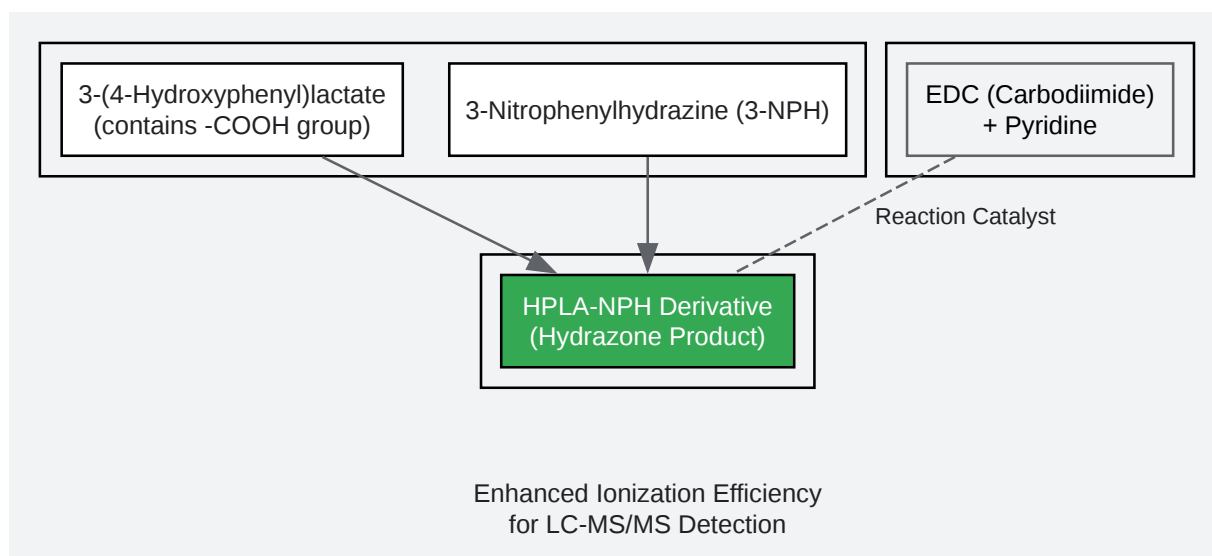 3-(4-Hydroxyphenyl)lactate
(contains -COOH group)
3-Nitrophenylhydrazine (3-NPH)
EDC (Carbodiimide)
+ Pyridine
Reaction Catalyst
HPLA-NPH Derivative
(Hydrazone Product)
Enhanced Ionization Efficiency
for LC-MS/MS Detection